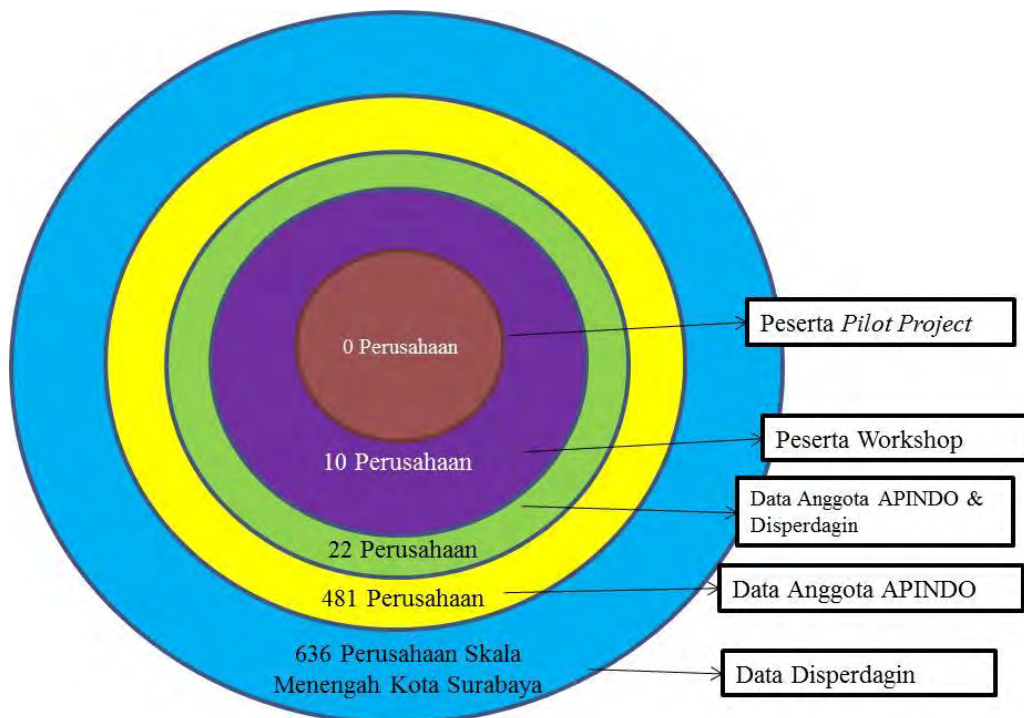 0 Perusahaan
Peserta Pilot Project
10 Perusahaan
Peserta Workshop
22 Perusahaan
Data Anggota APINDO &
Disperdagin
481 Perusahaan
Data Anggota APINDO
636 Perusahaan Skala
Menengah Kota Surabaya
Data Disperdagin